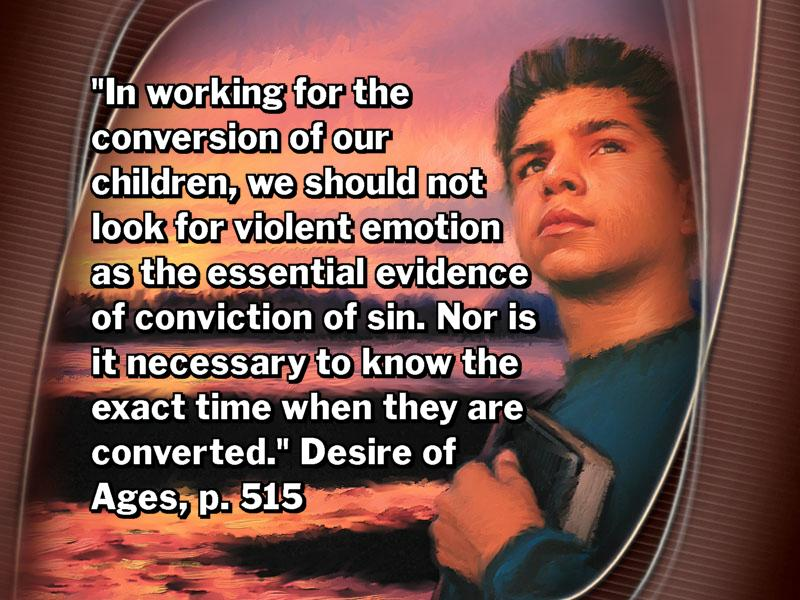 "In working for the
conversion of our
children, we should not
look for violent emotion
as the essential evidence
of conviction of sin. Nor is
it necessary to know the
exact time when they are
converted." Desire of
Ages, p. 515